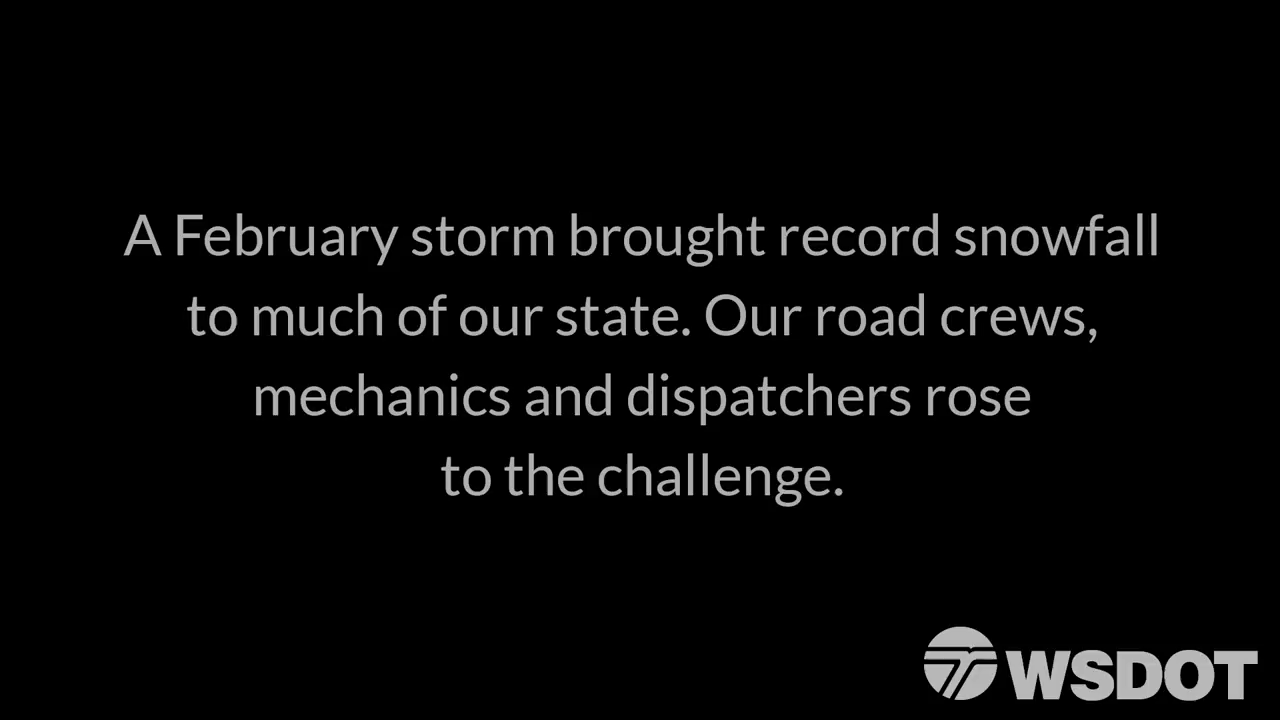 A February storm brought record snowfall
to much of our state. Our road crews,
mechanics and dispatchers rose
to the challenge.
WSDOT